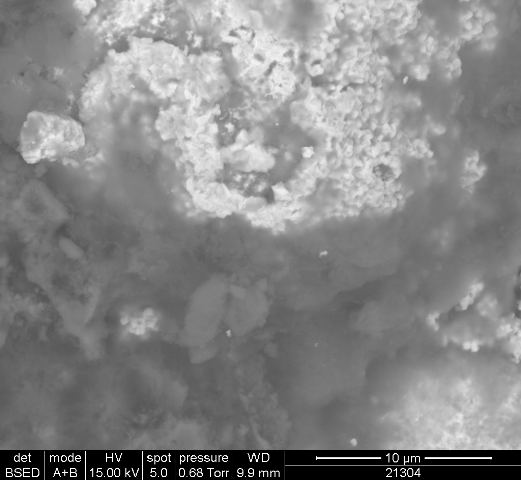 det mode HV spot pressure WD 10 µm
BSED A+B 15.00 kV 5.0 0.68 Torr 9.9 mm 21304